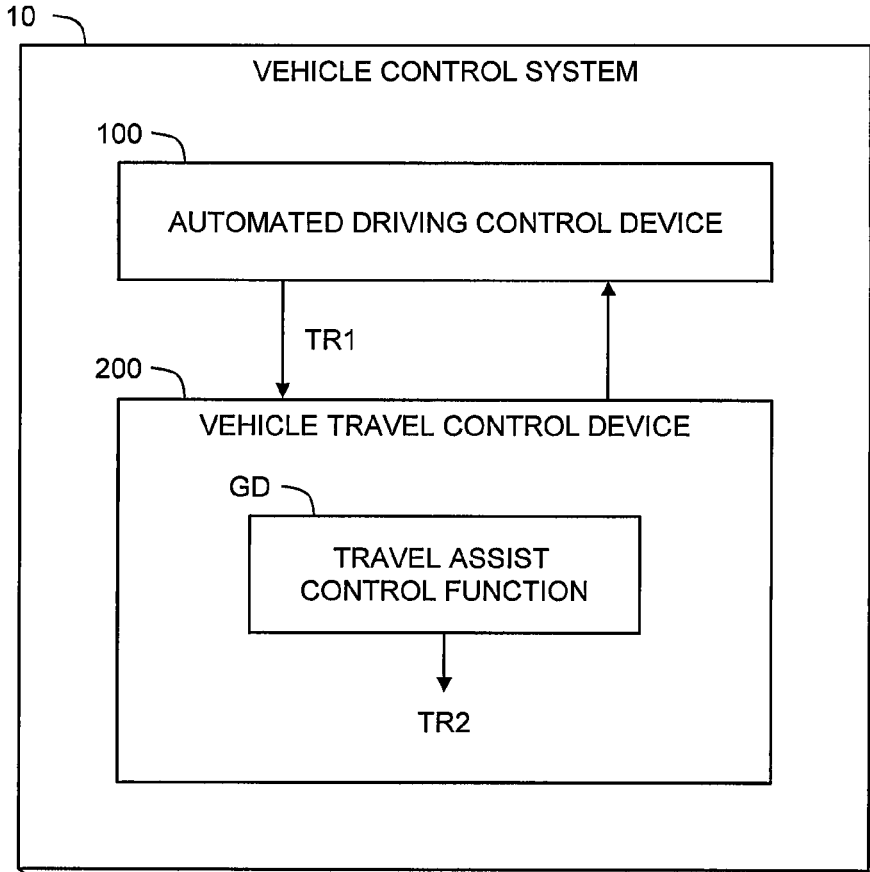 10
VEHICLE CONTROL SYSTEM
100
AUTOMATED DRIVING CONTROL DEVICE
TR1
200
VEHICLE TRAVEL CONTROL DEVICE
GD
TRAVEL ASSIST
CONTROL FUNCTION
TR2